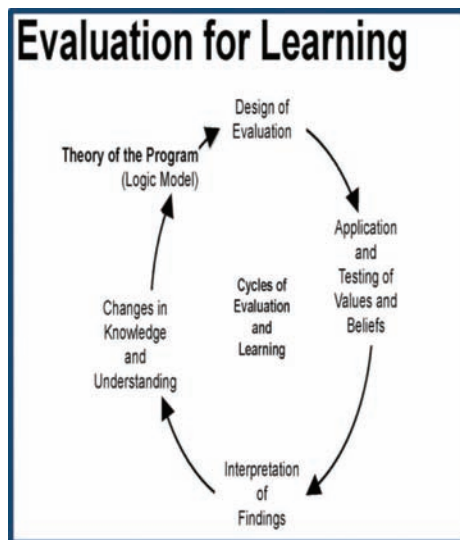 Evaluation for Learning
Design of
Evaluation
Theory of the Program
(Logic Model)
Application
and
Testing of
Values and
Beliefs
Cycles of
Evaluation
and
Learning
Changes in
Knowledge
and
Understanding
Interpretation
of
Findings